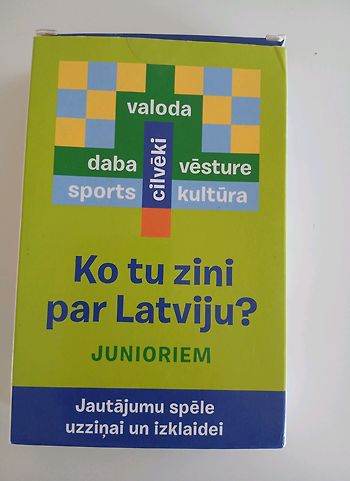 valoda
daba
cilvēki
vēsture
sports
kultūra
Ko tu zini
par Latviju?
JUNIORIEM
Jautājumu spēle
uzziņai un izklaidei